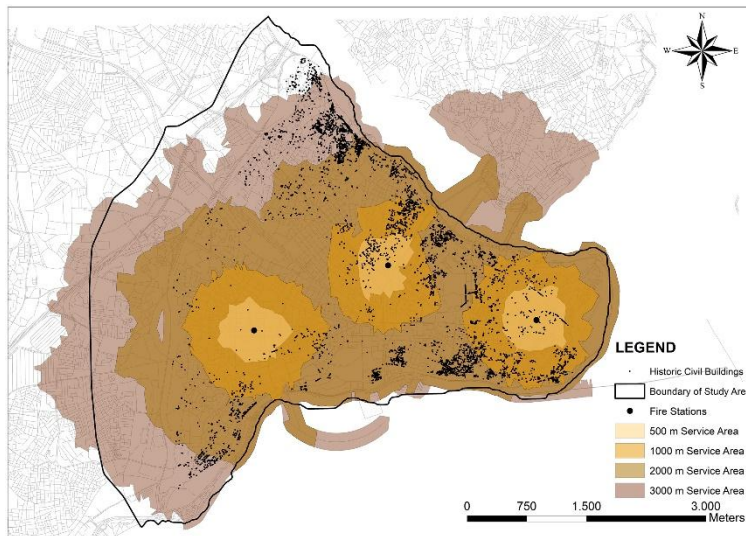 N
W E
S
LEGEND
Historic Civil Buildings
Boundary of Study Are
Fire Stations
500 m Service Area
1000 m Service Area
2000 m Service Area
3000 m Service Area
0 750 1.500 3.000
Meters